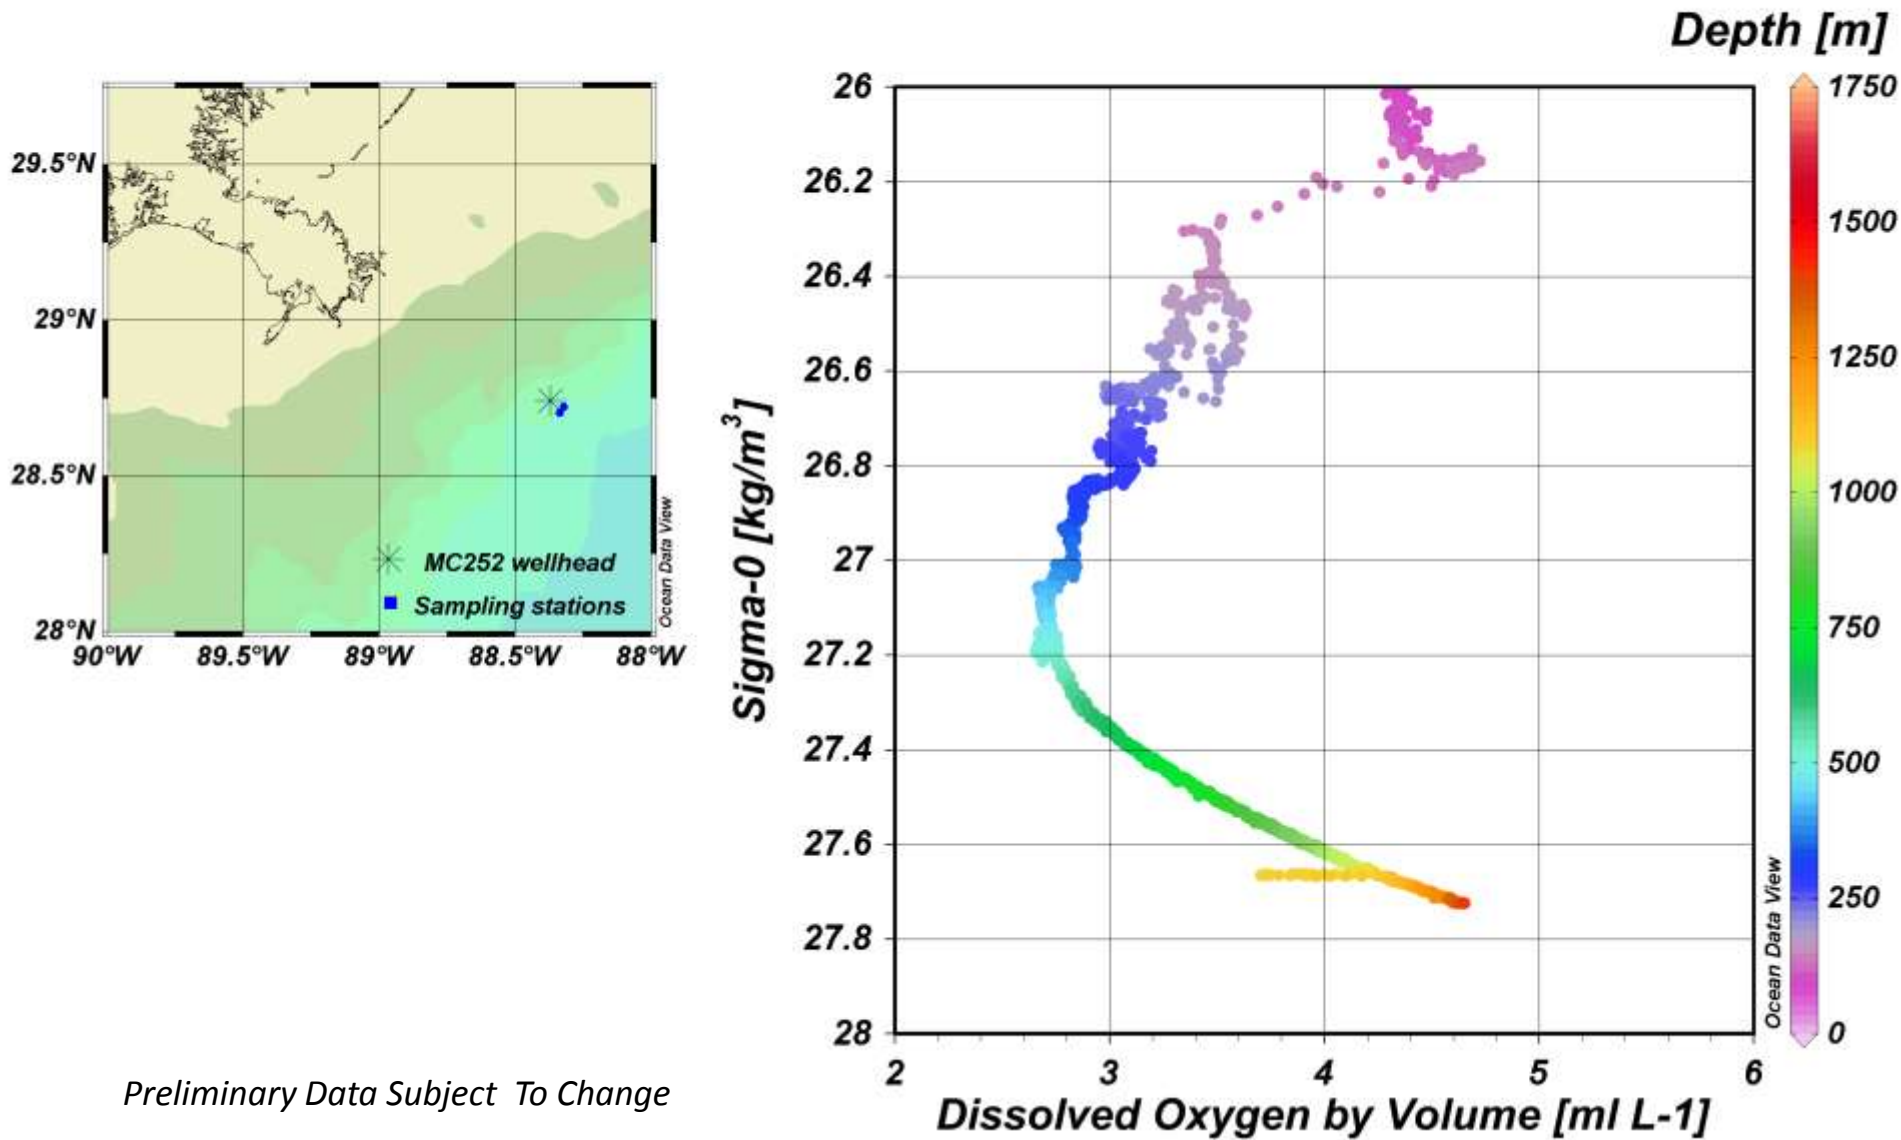 29.5°N
29°N
28.5°N
28°N
90°W 89.5°W 89°W 88.5°W 88°W
MC252 wellhead
Sampling stations
Ocean Data View
Preliminary Data Subject To Change
Sigma-0 [kg/m³]
26
26.2
26.4
26.6
26.8
27
27.2
27.4
27.6
27.8
28
2 3 4 5 6
Dissolved Oxygen by Volume [ml L-1]
Ocean Data View
Depth [m]
1750
1500
1250
1000
750
500
250
0